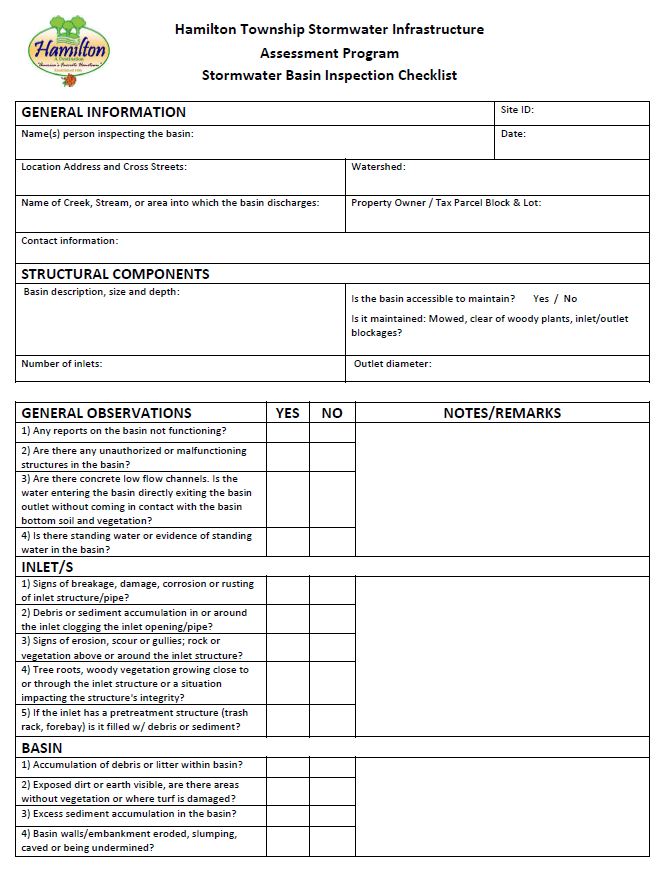 Hamilton
"America's Favorite Hometown"
Hamilton Township Stormwater Infrastructure
Assessment Program
Stormwater Basin Inspection Checklist
GENERAL INFORMATION
Site ID:
Name(s) person inspecting the basin:
Date:
Location Address and Cross Streets:
Watershed:
Name of Creek, Stream, or area into which the basin discharges:
Property Owner / Tax Parcel Block & Lot:
Contact information:
STRUCTURAL COMPONENTS
Basin description, size and depth:
Is the basin accessible to maintain? Yes / No
Is it maintained: Mowed, clear of woody plants, inlet/outlet
blockages?
Number of inlets:
Outlet diameter:
GENERAL OBSERVATIONS YES NO NOTES/REMARKS
1) Any reports on the basin not functioning?
2) Are there any unauthorized or malfunctioning
structures in the basin?
3) Are there concrete low flow channels. Is the
water entering the basin directly exiting the basin
outlet without coming in contact with the basin
bottom soil and vegetation?
4) Is there standing water or evidence of standing
water in the basin?
INLET/S
1) Signs of breakage, damage, corrosion or rusting
of inlet structure/pipe?
2) Debris or sediment accumulation in or around
the inlet clogging the inlet opening/pipe?
3) Signs of erosion, scour or gullies; rock or
vegetation above or around the inlet structure?
4) Tree roots, woody vegetation growing close to
or through the inlet structure or a situation
impacting the structure's integrity?
5) If the inlet has a pretreatment structure (trash
rack, forebay) is it filled w/ debris or sediment?
BASIN
1) Accumulation of debris or litter within basin?
2) Exposed dirt or earth visible, are there areas
without vegetation or where turf is damaged?
3) Excess sediment accumulation in the basin?
4) Basin walls/embankment eroded, slumping,
caved or being undermined?